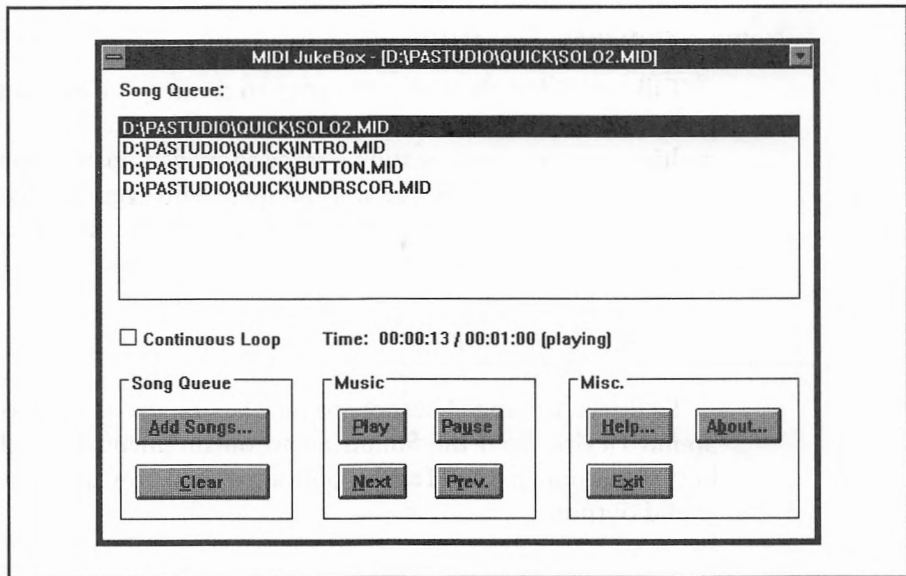 MIDI JukeBox - [D:\PASTUDIO\QUICK\SOLO2.MID]
Song Queue:
D:\PASTUDIO\QUICK\SOLO2.MID
D:\PASTUDIO\QUICK\INTRO.MID
D:\PASTUDIO\QUICK\BUTTON.MID
D:\PASTUDIO\QUICK\UNDRSCOR.MID
Continuous Loop Time: 00:00:13 / 00:01:00 (playing)
Song Queue Music Misc.
Add Songs... Play Pause Help... About...
Clear Next Prev. Exit